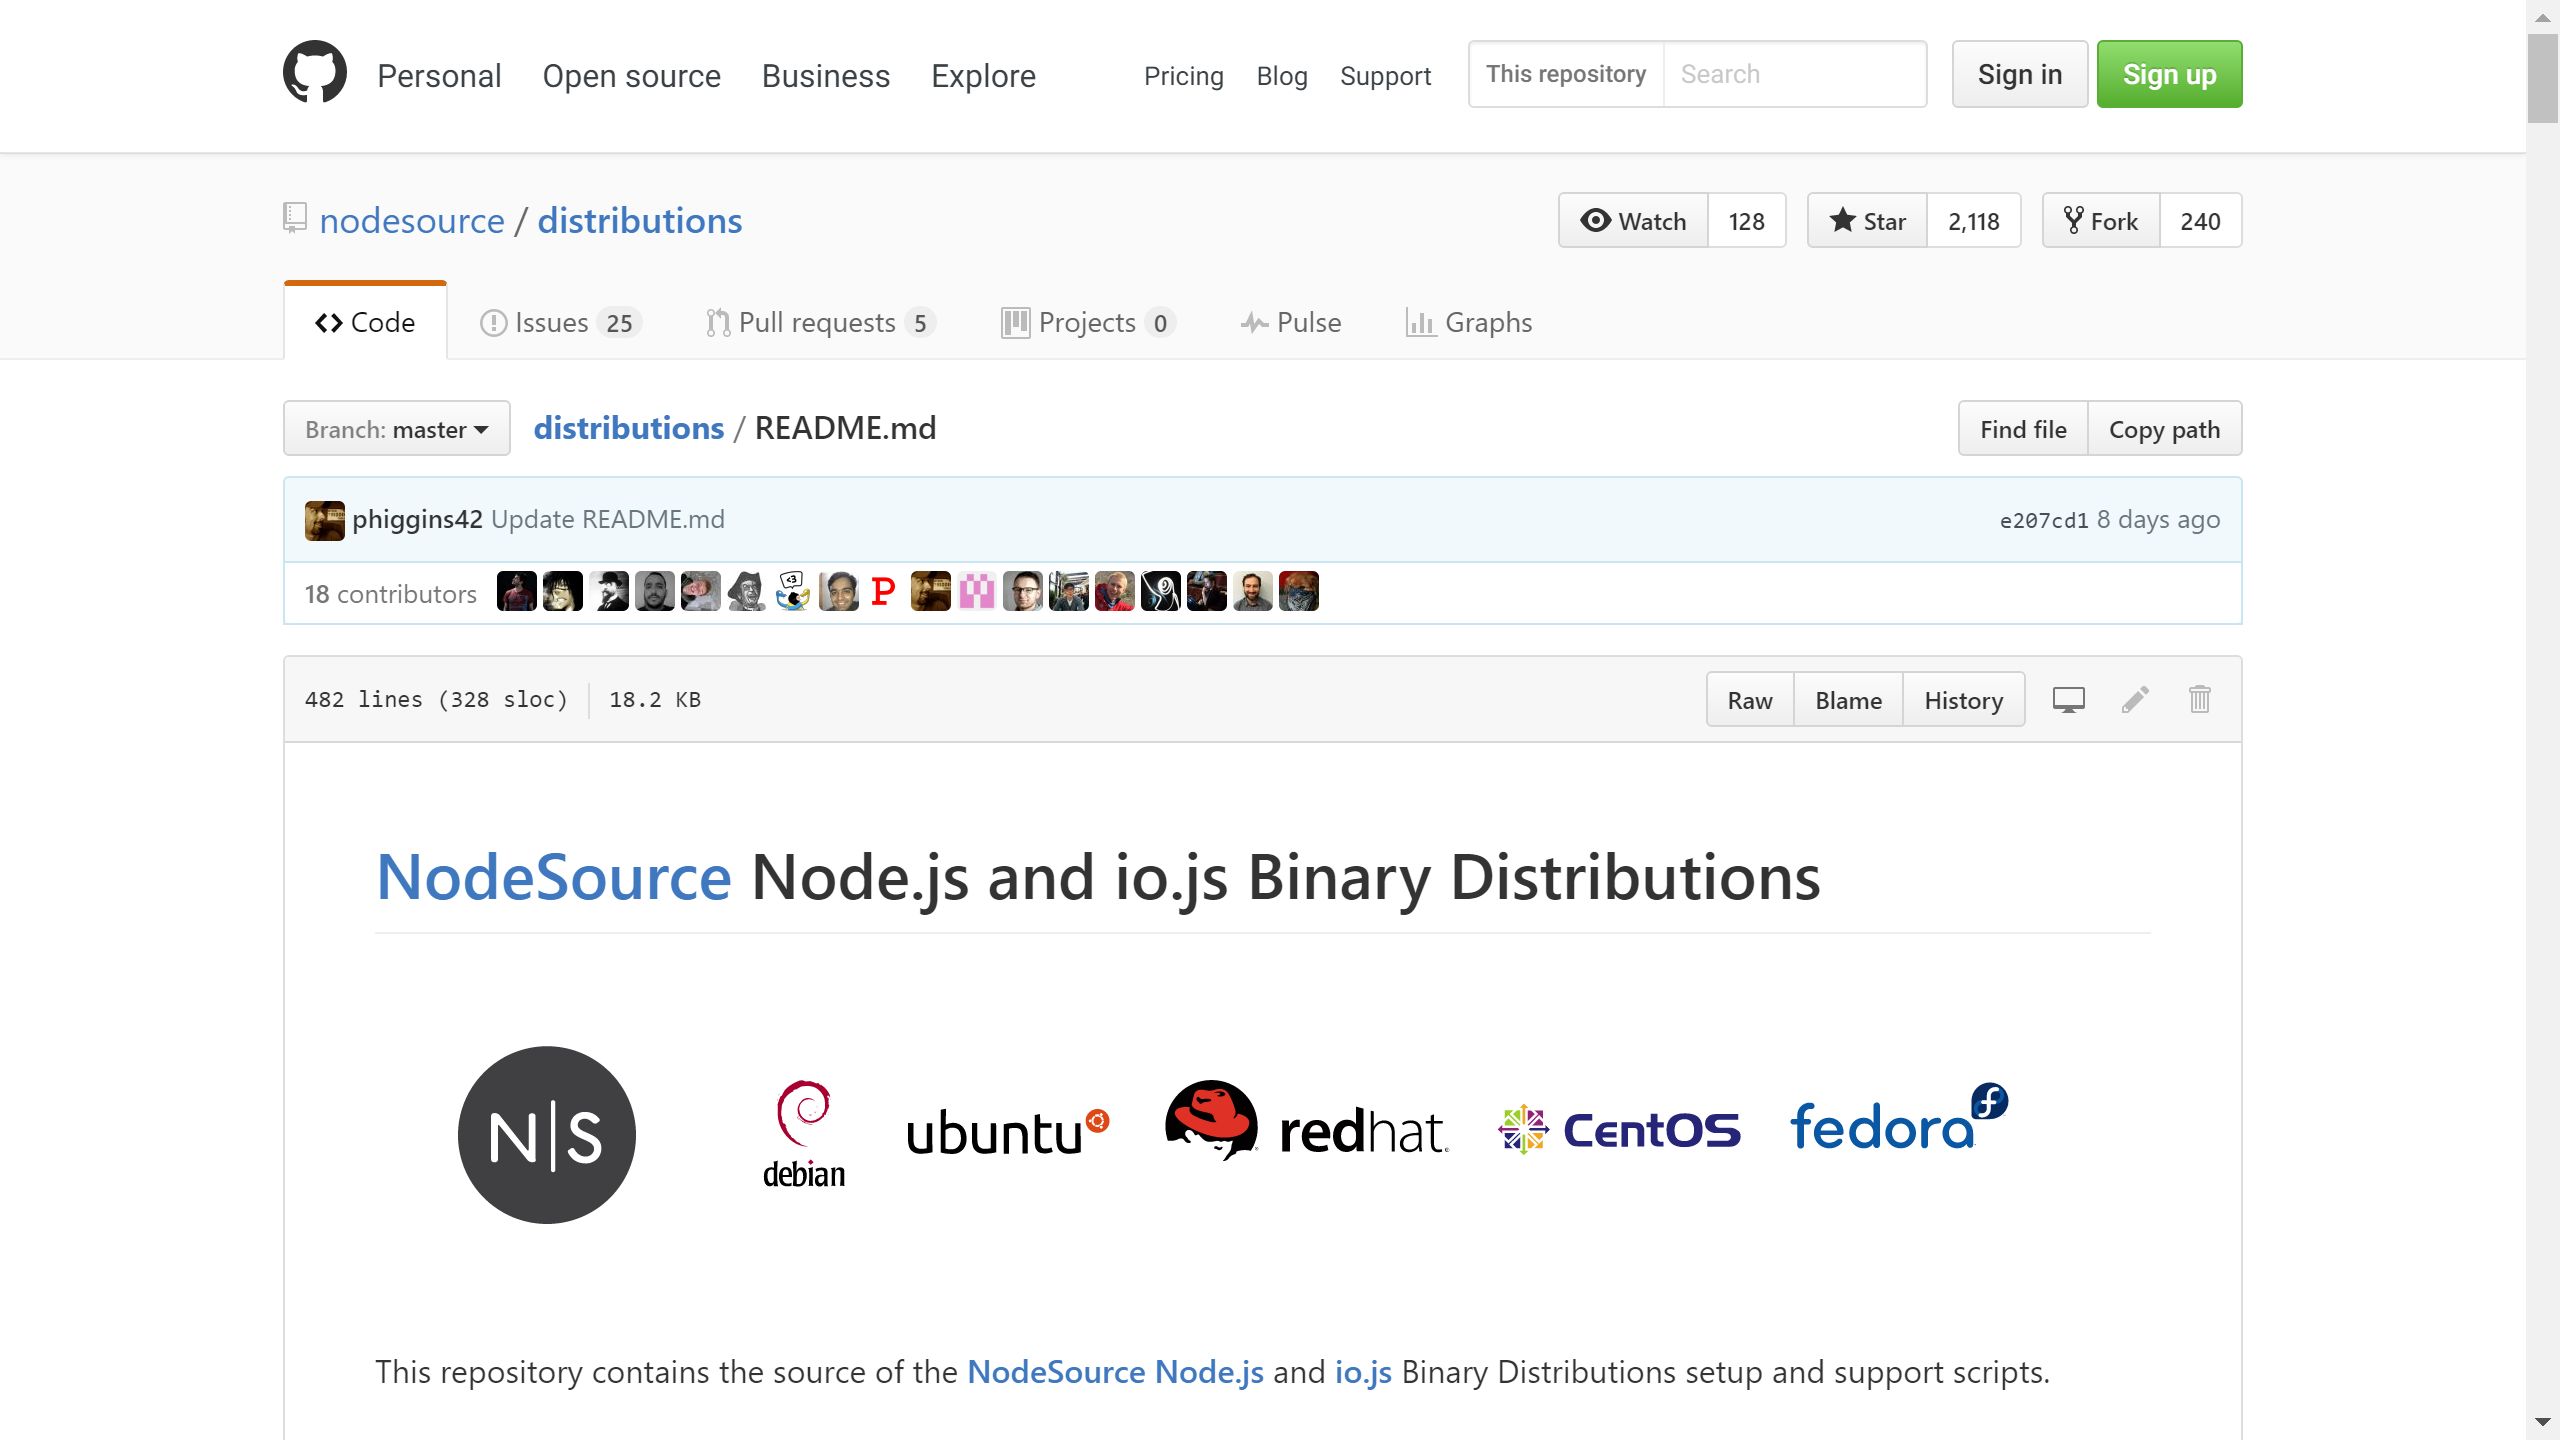 Personal Open source Business Explore Pricing Blog Support This repository Search Sign in Sign up
nodesource / distributions Watch 128 Star 2,118 Fork 240
Code Issues 25 Pull requests 5 Projects 0 Pulse Graphs
Branch: master distributions / README.md Find file Copy path
phiggins42 Update README.md e207cd1 8 days ago
18 contributors
482 lines (328 sloc) 18.2 KB Raw Blame History
NodeSource Node.js and io.js Binary Distributions
N|S debian ubuntu redhat. CentOS fedora
This repository contains the source of the NodeSource Node.js and io.js Binary Distributions setup and support scripts.